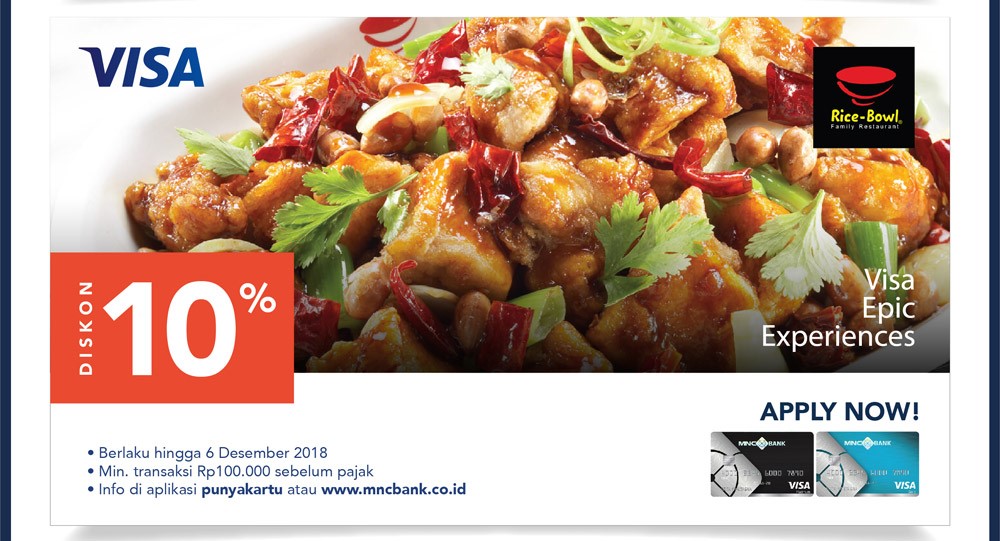 VISA
Rice-Bowl
Family Restaurant
DISKON 10%
Visa
Epic
Experiences
APPLY NOW!
• Berlaku hingga 6 Desember 2018
• Min. transaksi Rp100.000 sebelum pajak
• Info di aplikasi punyakartu atau www.mncbank.co.id
MNC BANK
VISA
MNC BANK
VISA